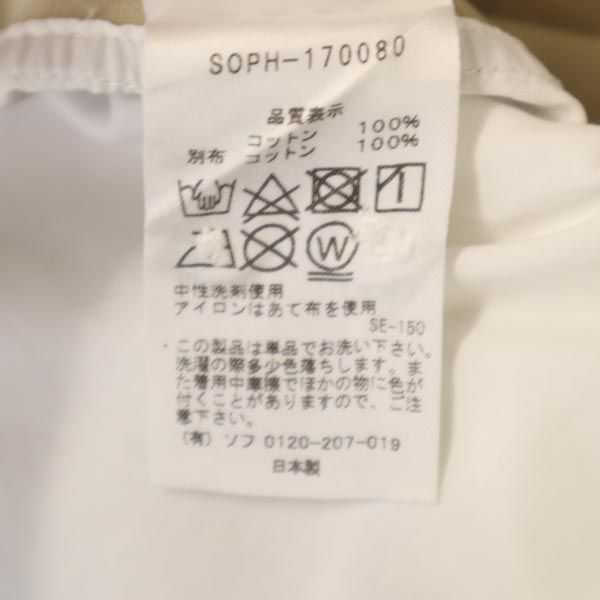 SOPH-170080
品質表示
コットン 100%
別布 コットン 100%
W
中性洗剤使用
アイロンはあて布を使用
SE-150
この製品は単品でお洗い下さい。
洗濯の際多少色落ちします。ま
た着用中摩擦でほかの物に色が
付くことがありますので、ご注
意下さい。
(有) ソフ 0120-207-019
日本製